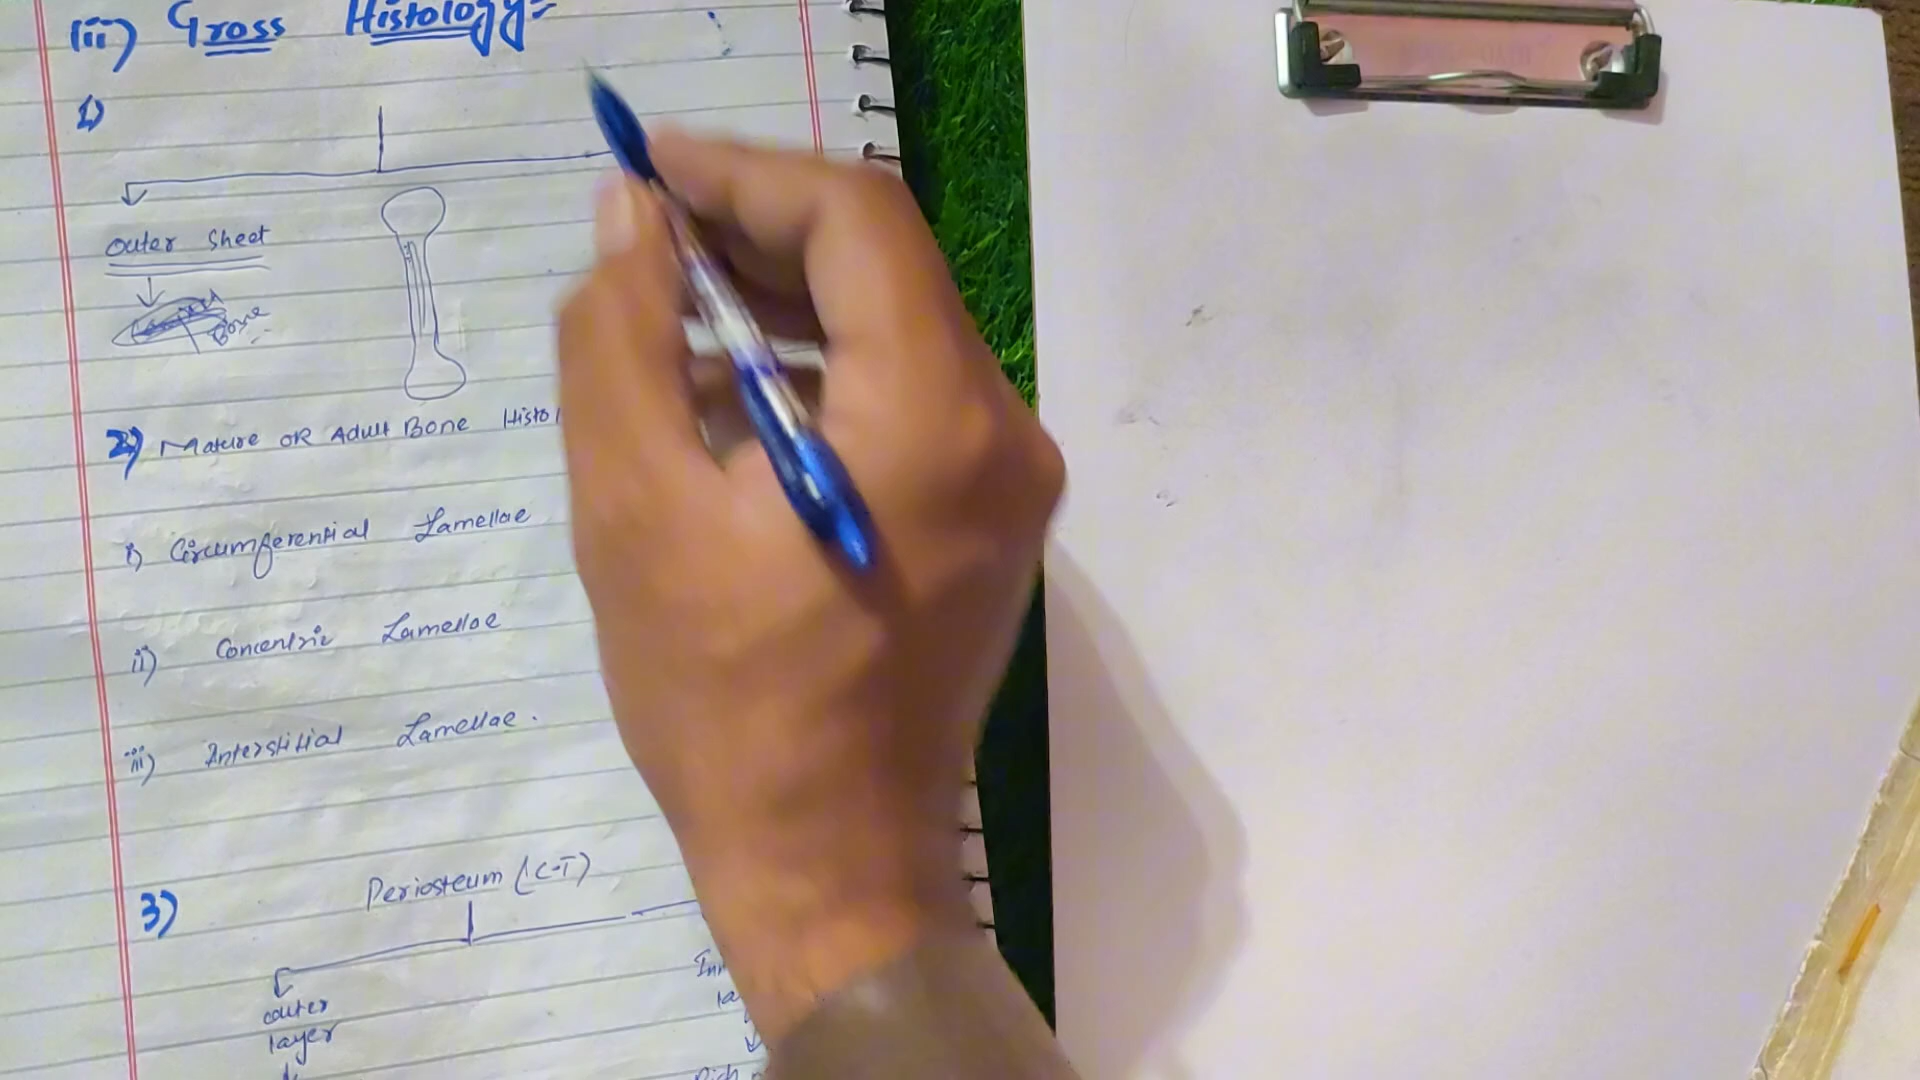 (iii) Gross Histology:-
1)
Outer Sheet
Bone
2) Mature OR Adult Bone Histo
i) Circumferential Lamellae
ii) Concentric Lamellae
iii) Interstitial Lamellae.
3) Periosteum (C-T)
outer
layer